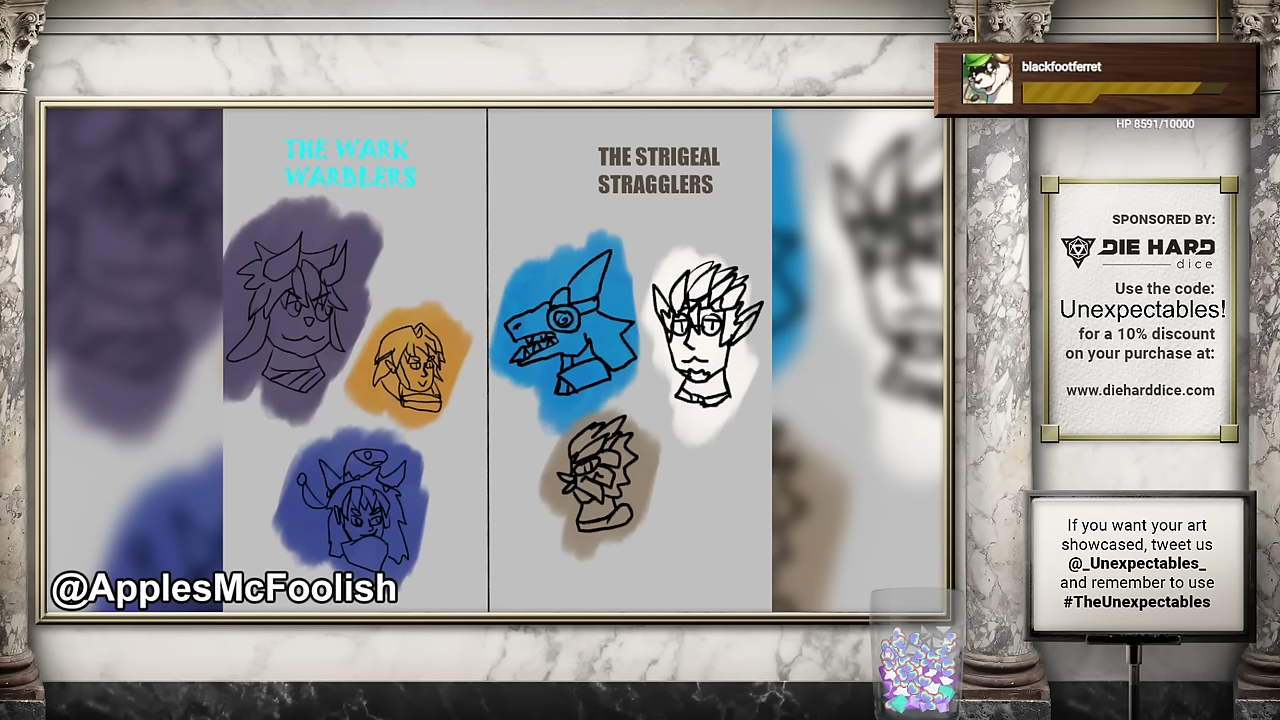 THE WARK
WARBLERS
THE STRIGEAL
STRAGGLERS
@ApplesMcFoolish
blackfootferret
HP 8591/10000
SPONSORED BY:
DIE HARD
dice
Use the code:
Unexpectables!
for a 10% discount
on your purchase at:
www.dieharddice.com
If you want your art
showcased, tweet us
@_Unexpectables_
and remember to use
#TheUnexpectables